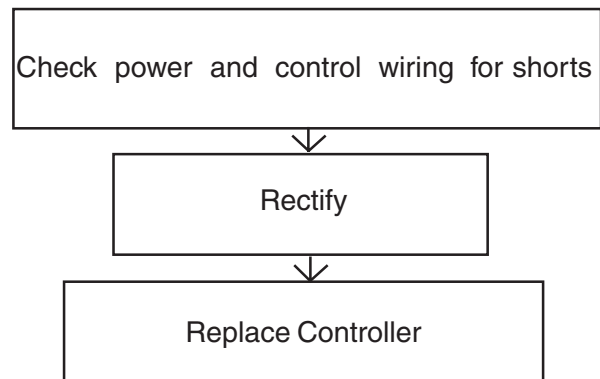 Check power and control wiring for shorts
Rectify
Replace Controller